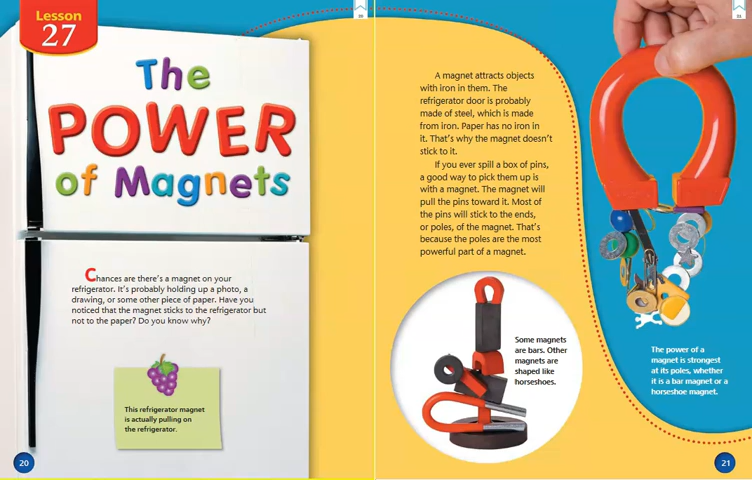 Lesson
27
The
POWER
of Magnets
Chances are there's a magnet on your
refrigerator. It's probably holding up a photo, a
drawing, or some other piece of paper. Have you
noticed that the magnet sticks to the refrigerator but
not to the paper? Do you know why?
This refrigerator magnet
is actually pulling on
the refrigerator.
20
A magnet attracts objects
with iron in them. The
refrigerator door is probably
made of steel, which is made
from iron. Paper has no iron in
it. That's why the magnet doesn't
stick to it.
If you ever spill a box of pins,
a good way to pick them up is
with a magnet. The magnet will
pull the pins toward it. Most of
the pins will stick to the ends,
or poles, of the magnet. That's
because the poles are the most
powerful part of a magnet.
Some magnets
are bars. Other
magnets are
shaped like
horseshoes.
The power of a
magnet is strongest
at its poles, whether
it is a bar magnet or a
horseshoe magnet.
21